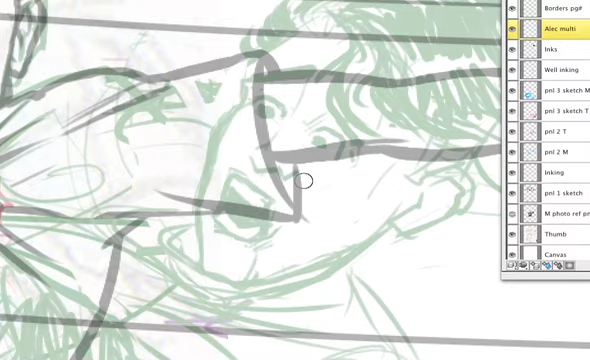 Borders pg#
Alec multi
Inks
Well inking
pnl 3 sketch M
pnl 3 sketch T
pnl 2 T
pnl 2 M
Inking
pnl 1 sketch
M photo ref pn
Thumb
Canvas